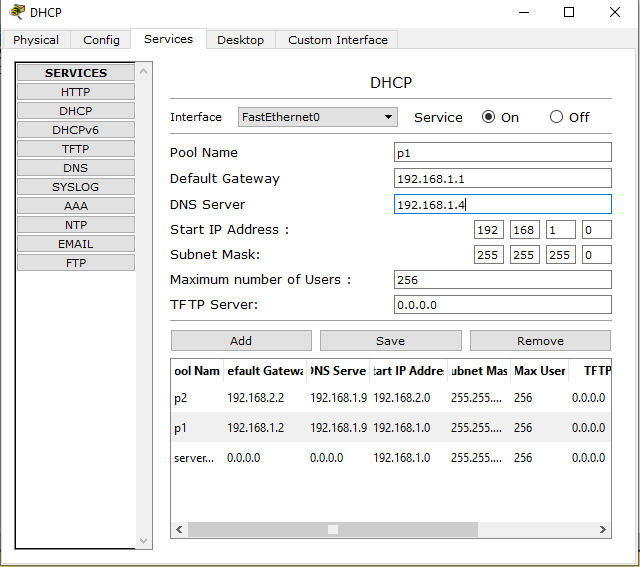 DHCP
Physical Config Services Desktop Custom Interface
SERVICES
HTTP
DHCP
DHCPv6
TFTP
DNS
SYSLOG
AAA
NTP
EMAIL
FTP
DHCP
Interface FastEthernet0 Service On Off
Pool Name p1
Default Gateway 192.168.1.1
DNS Server 192.168.1.4
Start IP Address : 192 168 1 0
Subnet Mask: 255 255 255 0
Maximum number of Users : 256
TFTP Server: 0.0.0.0
Add Save Remove
ool Name efault Gatewa DNS Serve tart IP Addre ubnet Mas Max User TFTP
p2 192.168.2.2 192.168.1.9 192.168.2.0 255.255.... 256 0.0.0.0
p1 192.168.1.2 192.168.1.9 192.168.1.0 255.255.... 256 0.0.0.0
server... 0.0.0.0 0.0.0.0 192.168.1.0 255.255.... 256 0.0.0.0